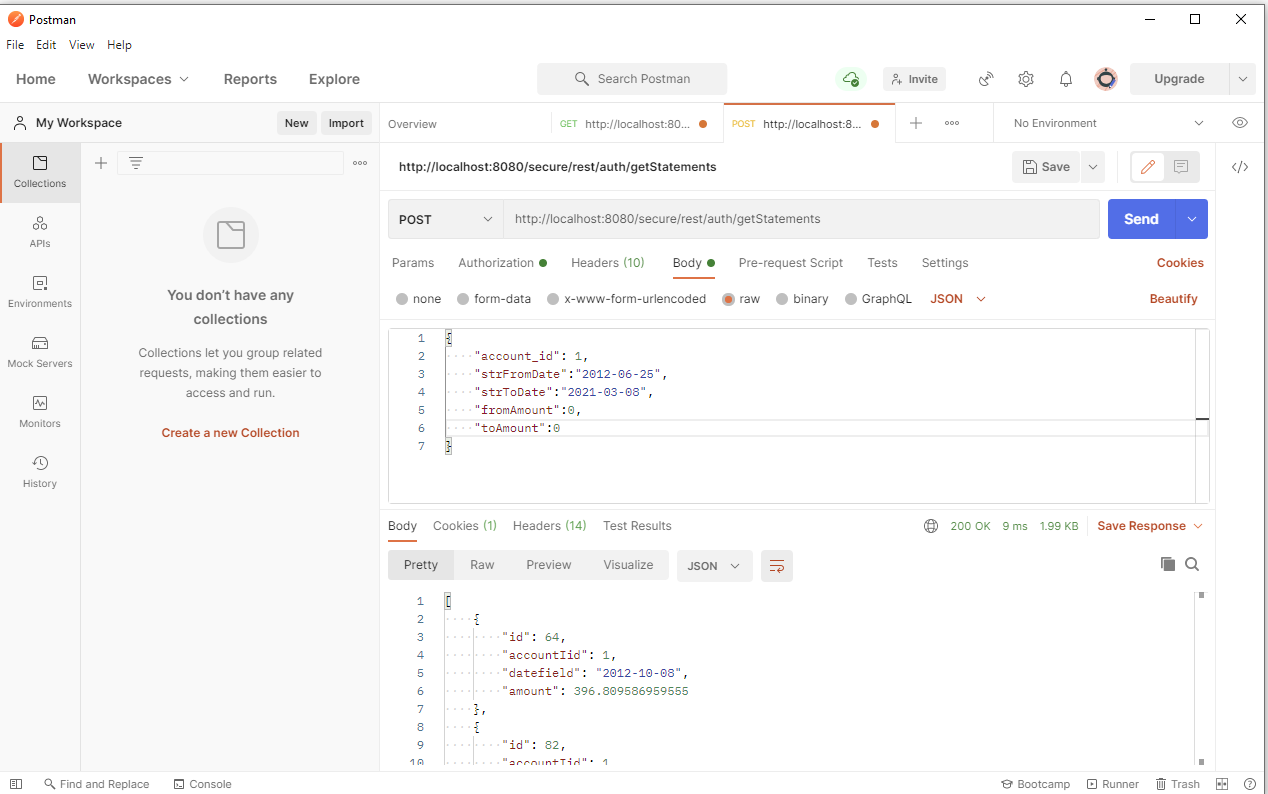 Postman
File Edit View Help
Home Workspaces Reports Explore Search Postman Invite Upgrade
My Workspace New Import Overview GET http://localhost:80... POST http://localhost:8... No Environment
Collections
APIs
Environments
Mock Servers
Monitors
History
You don't have any
collections
Collections let you group related
requests, making them easier to
access and run.
Create a new Collection
http://localhost:8080/secure/rest/auth/getStatements Save
POST http://localhost:8080/secure/rest/auth/getStatements Send
Params Authorization Headers (10) Body Pre-request Script Tests Settings Cookies
none form-data x-www-form-urlencoded raw binary GraphQL JSON Beautify
1 {
2 "account_id": 1,
3 "strFromDate":"2012-06-25",
4 "strToDate":"2021-03-08",
5 "fromAmount":0,
6 "toAmount":0
7 }
Body Cookies (1) Headers (14) Test Results 200 OK 9 ms 1.99 KB Save Response
Pretty Raw Preview Visualize JSON
1 [
2 {
3 "id": 64,
4 "accountIid": 1,
5 "datefield": "2012-10-08",
6 "amount": 396.809586959555
7 },
8 {
9 "id": 82,
10 "accountIid": 1
Find and Replace Console Bootcamp Runner Trash